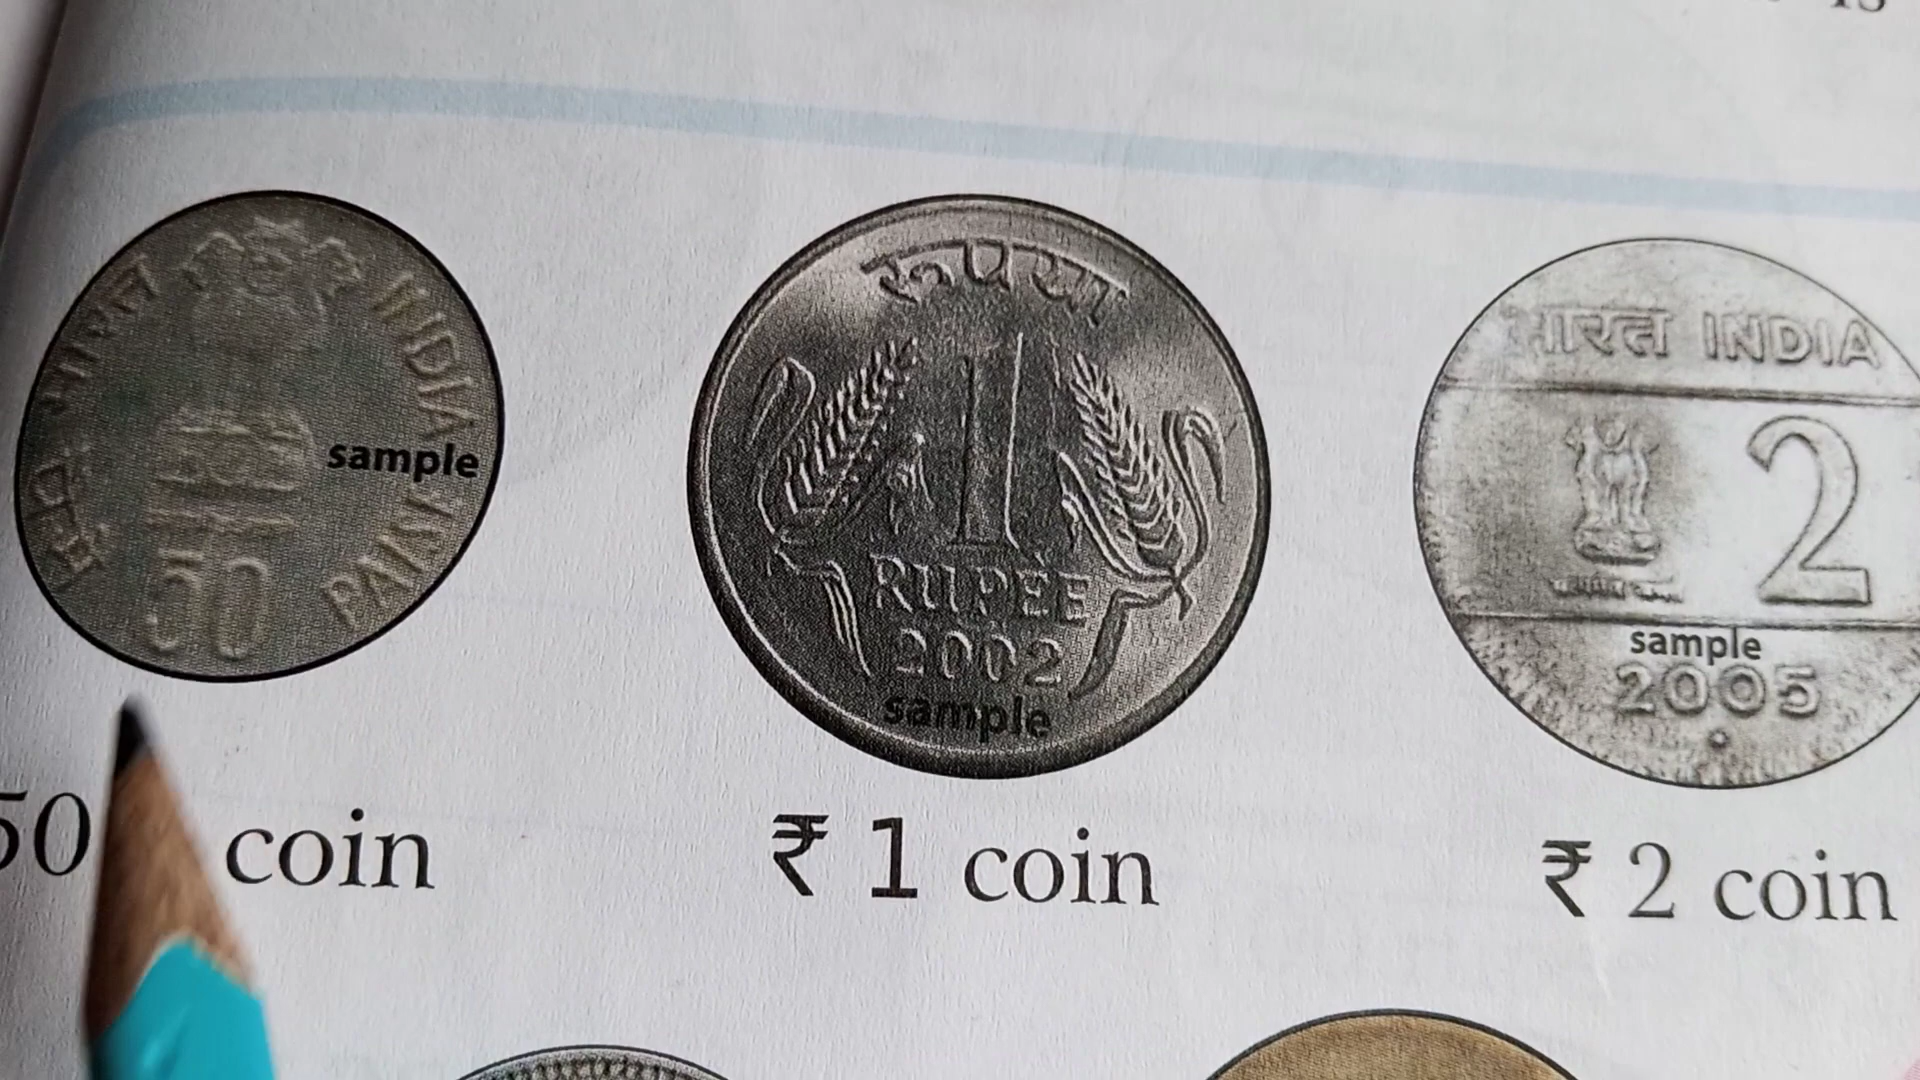 is
INDIA
sample
PAISE
50
रूपया
1
RUPEE
2002
sample
भारत INDIA
2
sample
2005
50 coin
₹ 1 coin
₹ 2 coin